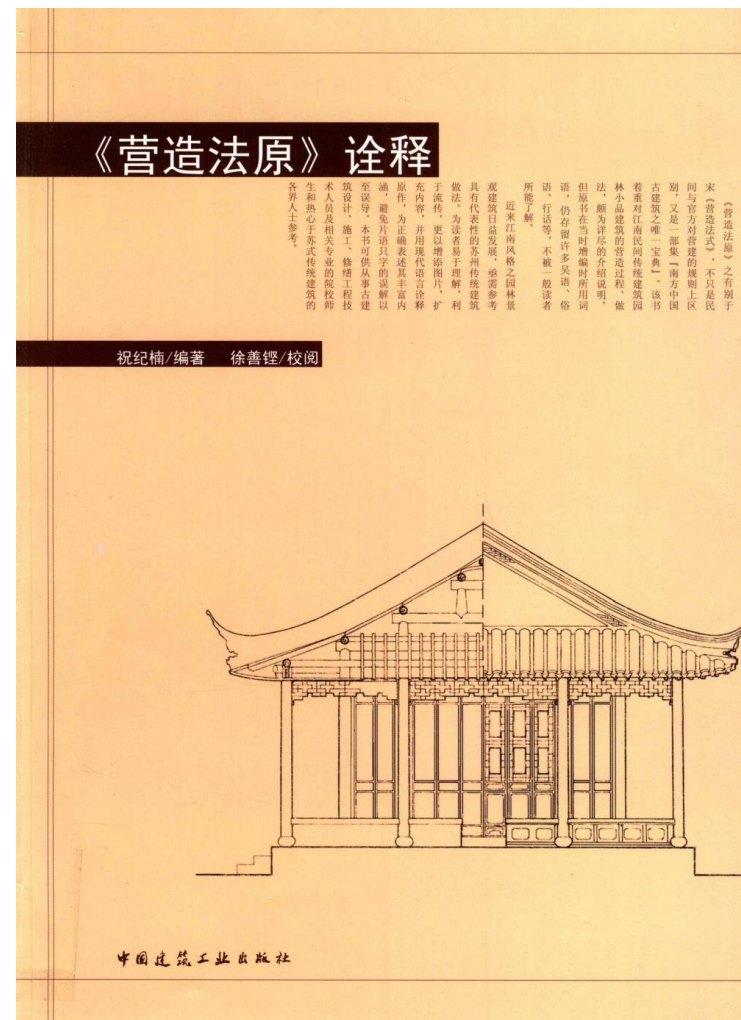 《营造法原》诠释
《营造法原》之有别于
宋《营造法式》，不只是民
间与官方对营建的规则上区
别，又是一部集『南方中国
古建筑之唯一宝典』。该书
着重对江南民间传统建筑园
林小品建筑的营造过程、做
法，颇为详尽的介绍说明，
但原书在当时增编时所用词
语，仍存留许多吴语、俗
语、行话等，不被一般读者
所能了解。
近来江南风格之园林景
观建筑日益发展，亟需参考
具有代表性的苏州传统建筑
做法。为读者易于理解，利
于流传，更以增添图片，扩
充内容，并用现代语言诠释
原作，为正确表述其丰富内
涵，避免片语只字的误解以
至误导。本书可供从事古建
筑设计、施工、修缮工程技
术人员及相关专业的院校师
生和热心于苏式传统建筑的
各界人士参考。
祝纪楠/编著 徐善铿/校阅
中国建筑工业出版社